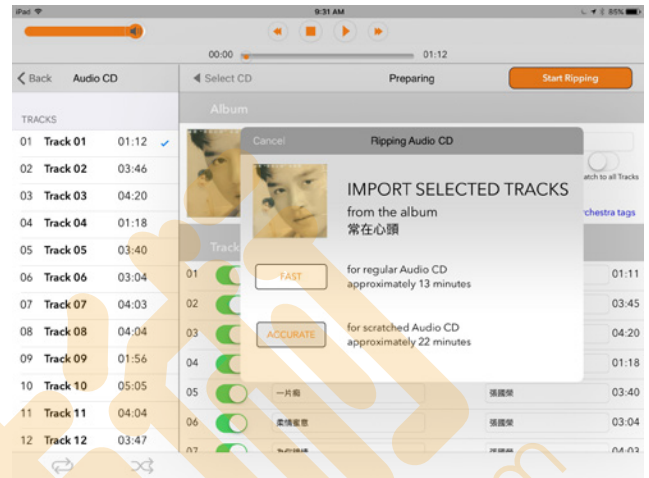 iPad 9:31 AM 85%
00:00 01:12
Back Audio CD
Select CD Preparing Start Ripping
TRACKS
Album
01 Track 01 01:12
02 Track 02 03:46
03 Track 03 04:20
04 Track 04 01:18
05 Track 05 03:40
06 Track 06 03:04
07 Track 07 04:03
08 Track 08 04:04
09 Track 09 01:56
10 Track 10 05:05
11 Track 11 04:04
12 Track 12 03:47
Cancel Ripping Audio CD
IMPORT SELECTED TRACKS
from the album
常在心頭
FAST
for regular Audio CD
approximately 13 minutes
ACCURATE
for scratched Audio CD
approximately 22 minutes
to all Tracks
tags
Track
01 01:11
02 03:45
03 04:20
04 01:18
05 一片痴 張國榮 03:40
06 柔情蜜意 張國榮 03:04
07 04:03